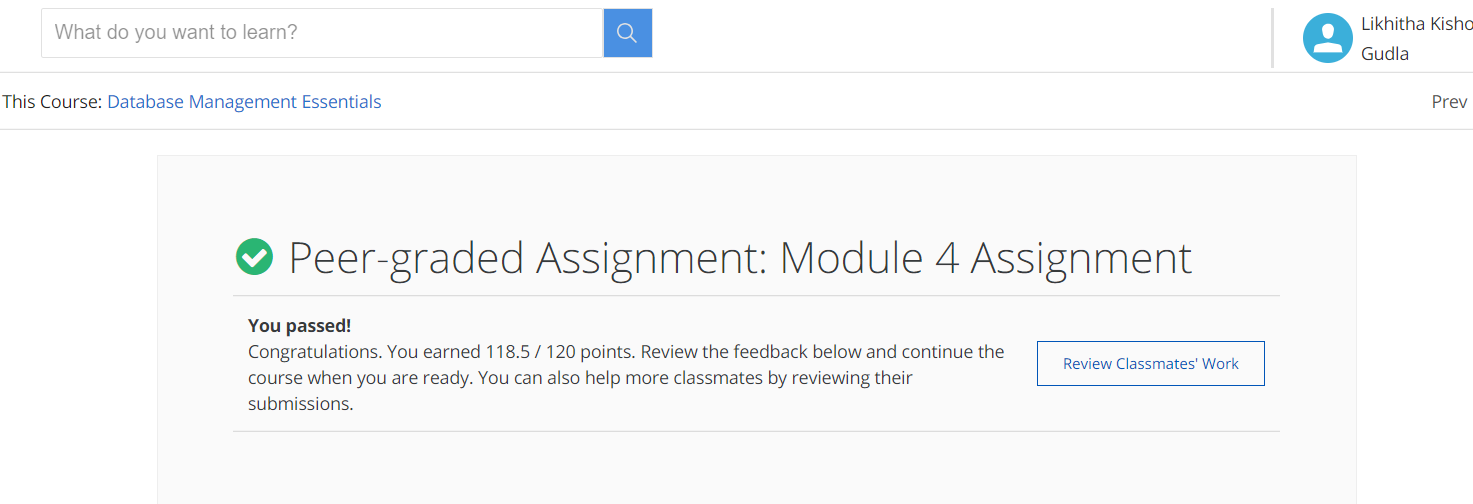 What do you want to learn?
Likhitha Kisho
Gudla
This Course: Database Management Essentials
Prev
Peer-graded Assignment: Module 4 Assignment
You passed!
Congratulations. You earned 118.5 / 120 points. Review the feedback below and continue the
course when you are ready. You can also help more classmates by reviewing their
submissions.
Review Classmates' Work